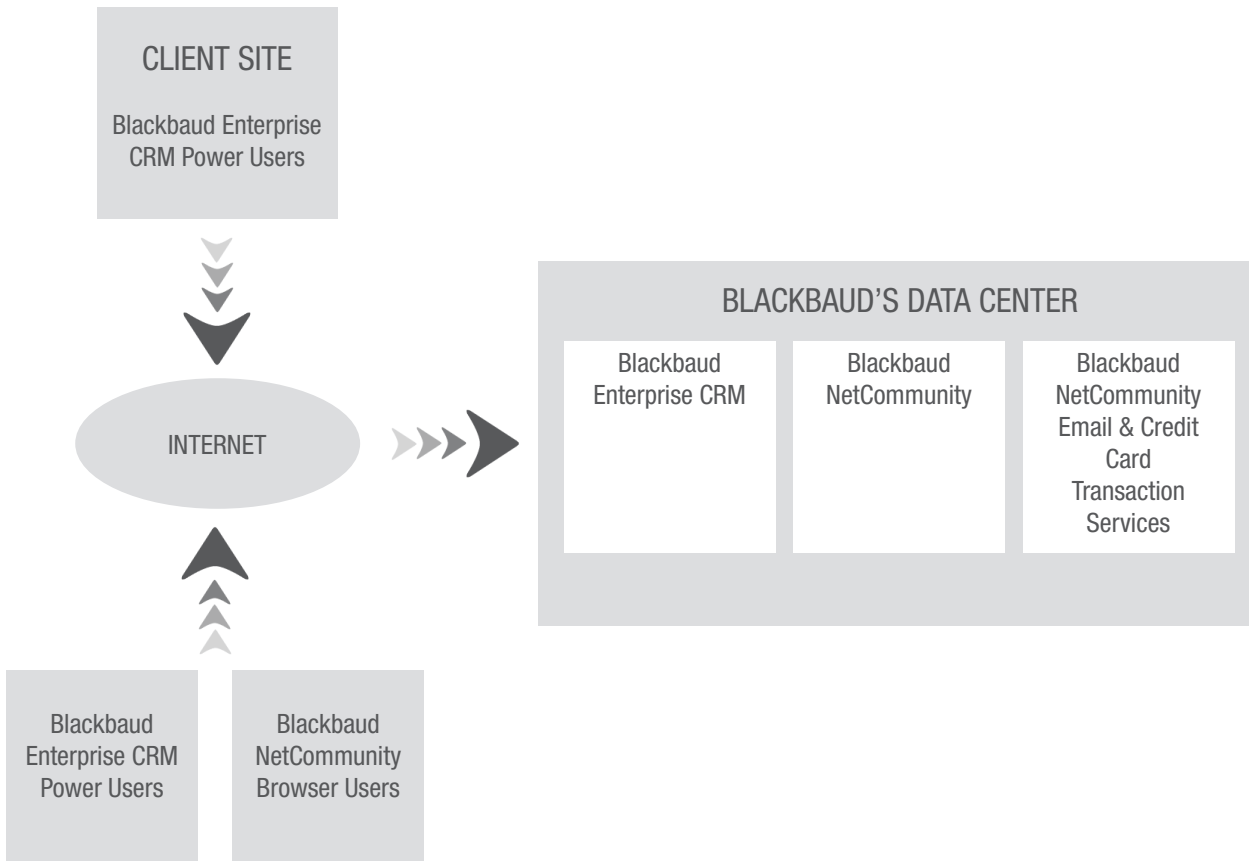 CLIENT SITE
Blackbaud Enterprise
CRM Power Users
BLACKBAUD’S DATA CENTER
Blackbaud
Enterprise CRM
Blackbaud
NetCommunity
Blackbaud
NetCommunity
Email & Credit
Card
Transaction
Services
INTERNET
Blackbaud
Enterprise CRM
Power Users
Blackbaud
NetCommunity
Browser Users